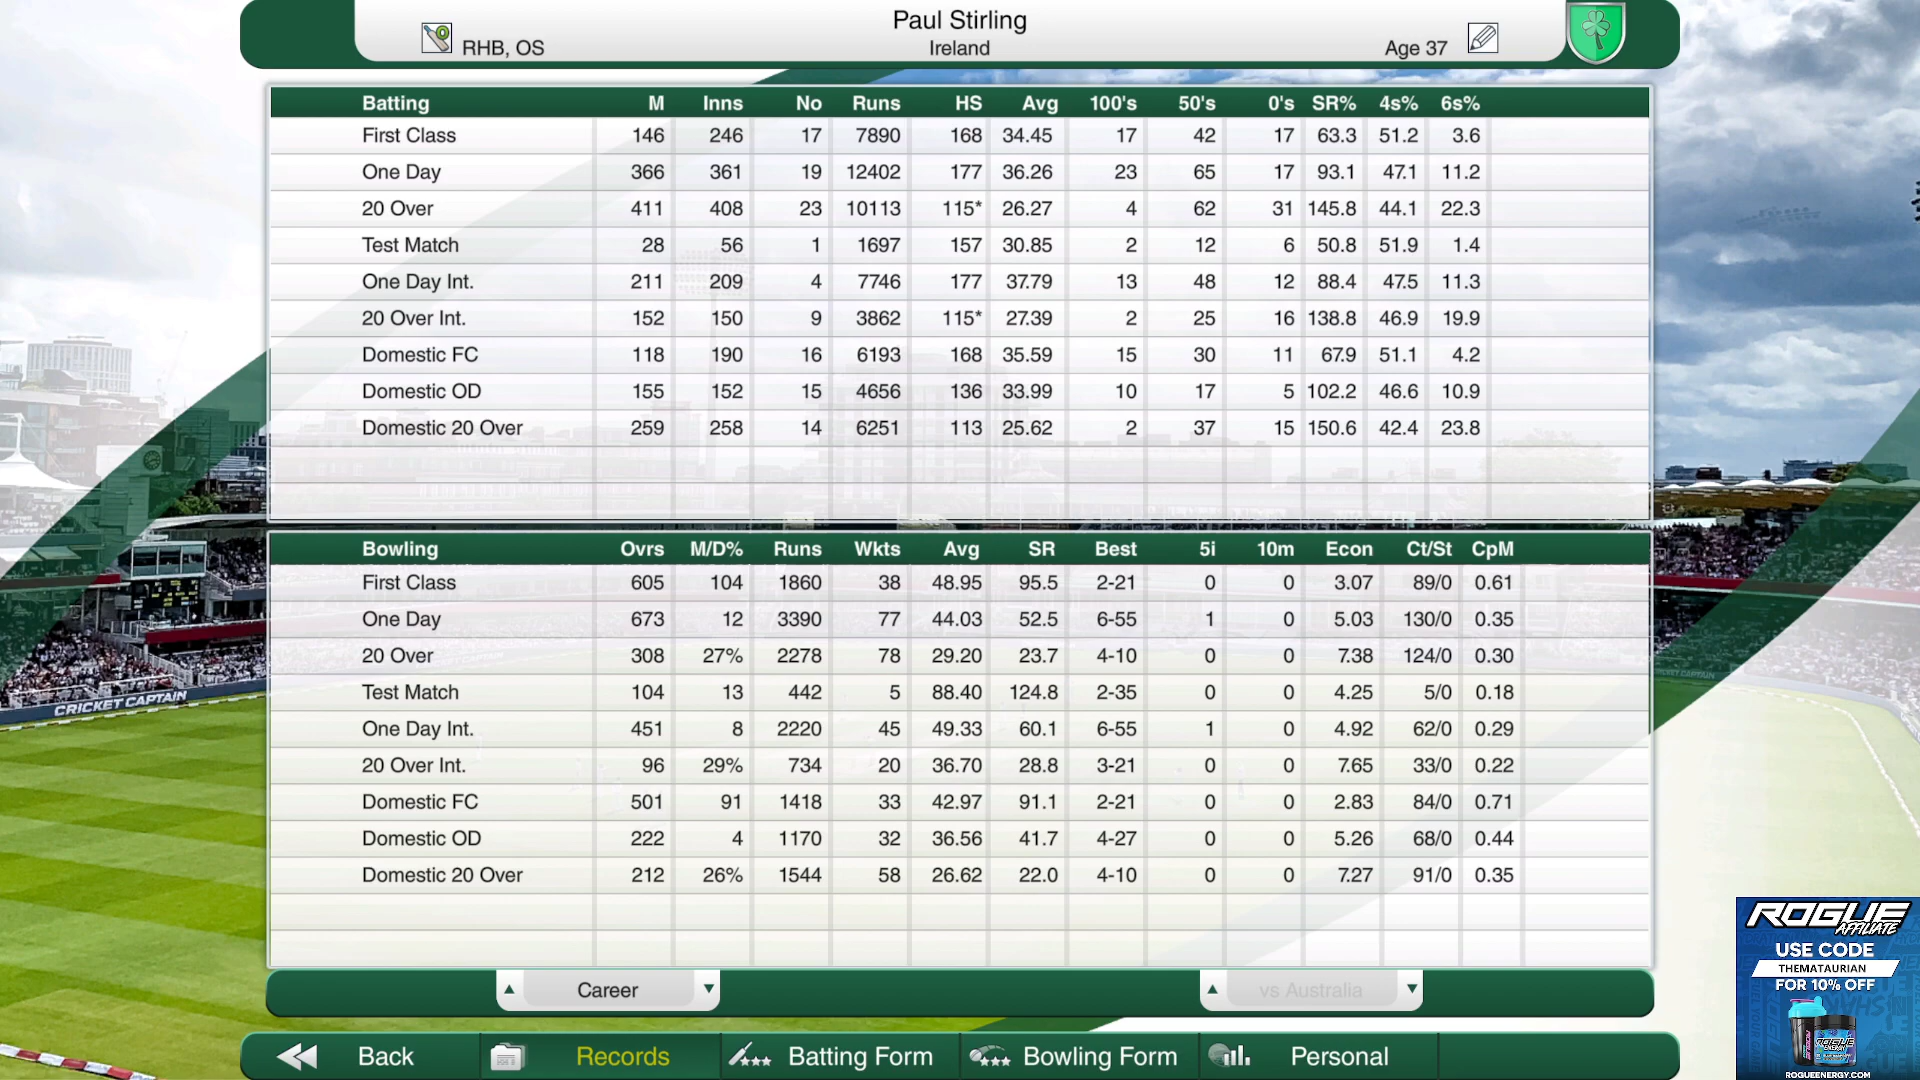 Paul Stirling
RHB, OS
Ireland
Age 37
Batting M Inns No Runs HS Avg 100's 50's 0's SR% 4s% 6s%
First Class 146 246 17 7890 168 34.45 17 42 17 63.3 51.2 3.6
One Day 366 361 19 12402 177 36.26 23 65 17 93.1 47.1 11.2
20 Over 411 408 23 10113 115* 26.27 4 62 31 145.8 44.1 22.3
Test Match 28 56 1 1697 157 30.85 2 12 6 50.8 51.9 1.4
One Day Int. 211 209 4 7746 177 37.79 13 48 12 88.4 47.5 11.3
20 Over Int. 152 150 9 3862 115* 27.39 2 25 16 138.8 46.9 19.9
Domestic FC 118 190 16 6193 168 35.59 15 30 11 67.9 51.1 4.2
Domestic OD 155 152 15 4656 136 33.99 10 17 5 102.2 46.6 10.9
Domestic 20 Over 259 258 14 6251 113 25.62 2 37 15 150.6 42.4 23.8
Bowling Ovrs M/D% Runs Wkts Avg SR Best 5i 10m Econ Ct/St CpM
First Class 605 104 1860 38 48.95 95.5 2-21 0 0 3.07 89/0 0.61
One Day 673 12 3390 77 44.03 52.5 6-55 1 0 5.03 130/0 0.35
20 Over 308 27% 2278 78 29.20 23.7 4-10 0 0 7.38 124/0 0.30
Test Match 104 13 442 5 88.40 124.8 2-35 0 0 4.25 5/0 0.18
One Day Int. 451 8 2220 45 49.33 60.1 6-55 1 0 4.92 62/0 0.29
20 Over Int. 96 29% 734 20 36.70 28.8 3-21 0 0 7.65 33/0 0.22
Domestic FC 501 91 1418 33 42.97 91.1 2-21 0 0 2.83 84/0 0.71
Domestic OD 222 4 1170 32 36.56 41.7 4-27 0 0 5.26 68/0 0.44
Domestic 20 Over 212 26% 1544 58 26.62 22.0 4-10 0 0 7.27 91/0 0.35
CRICKET CAPTAIN
Career
vs Australia
Back
Records
Batting Form
Bowling Form
Personal
ROGUE
AFFILIATE
USE CODE
THEMATAURIAN
FOR 10% OFF
ROGUE
ENERGY
ROGUEENERGY.COM